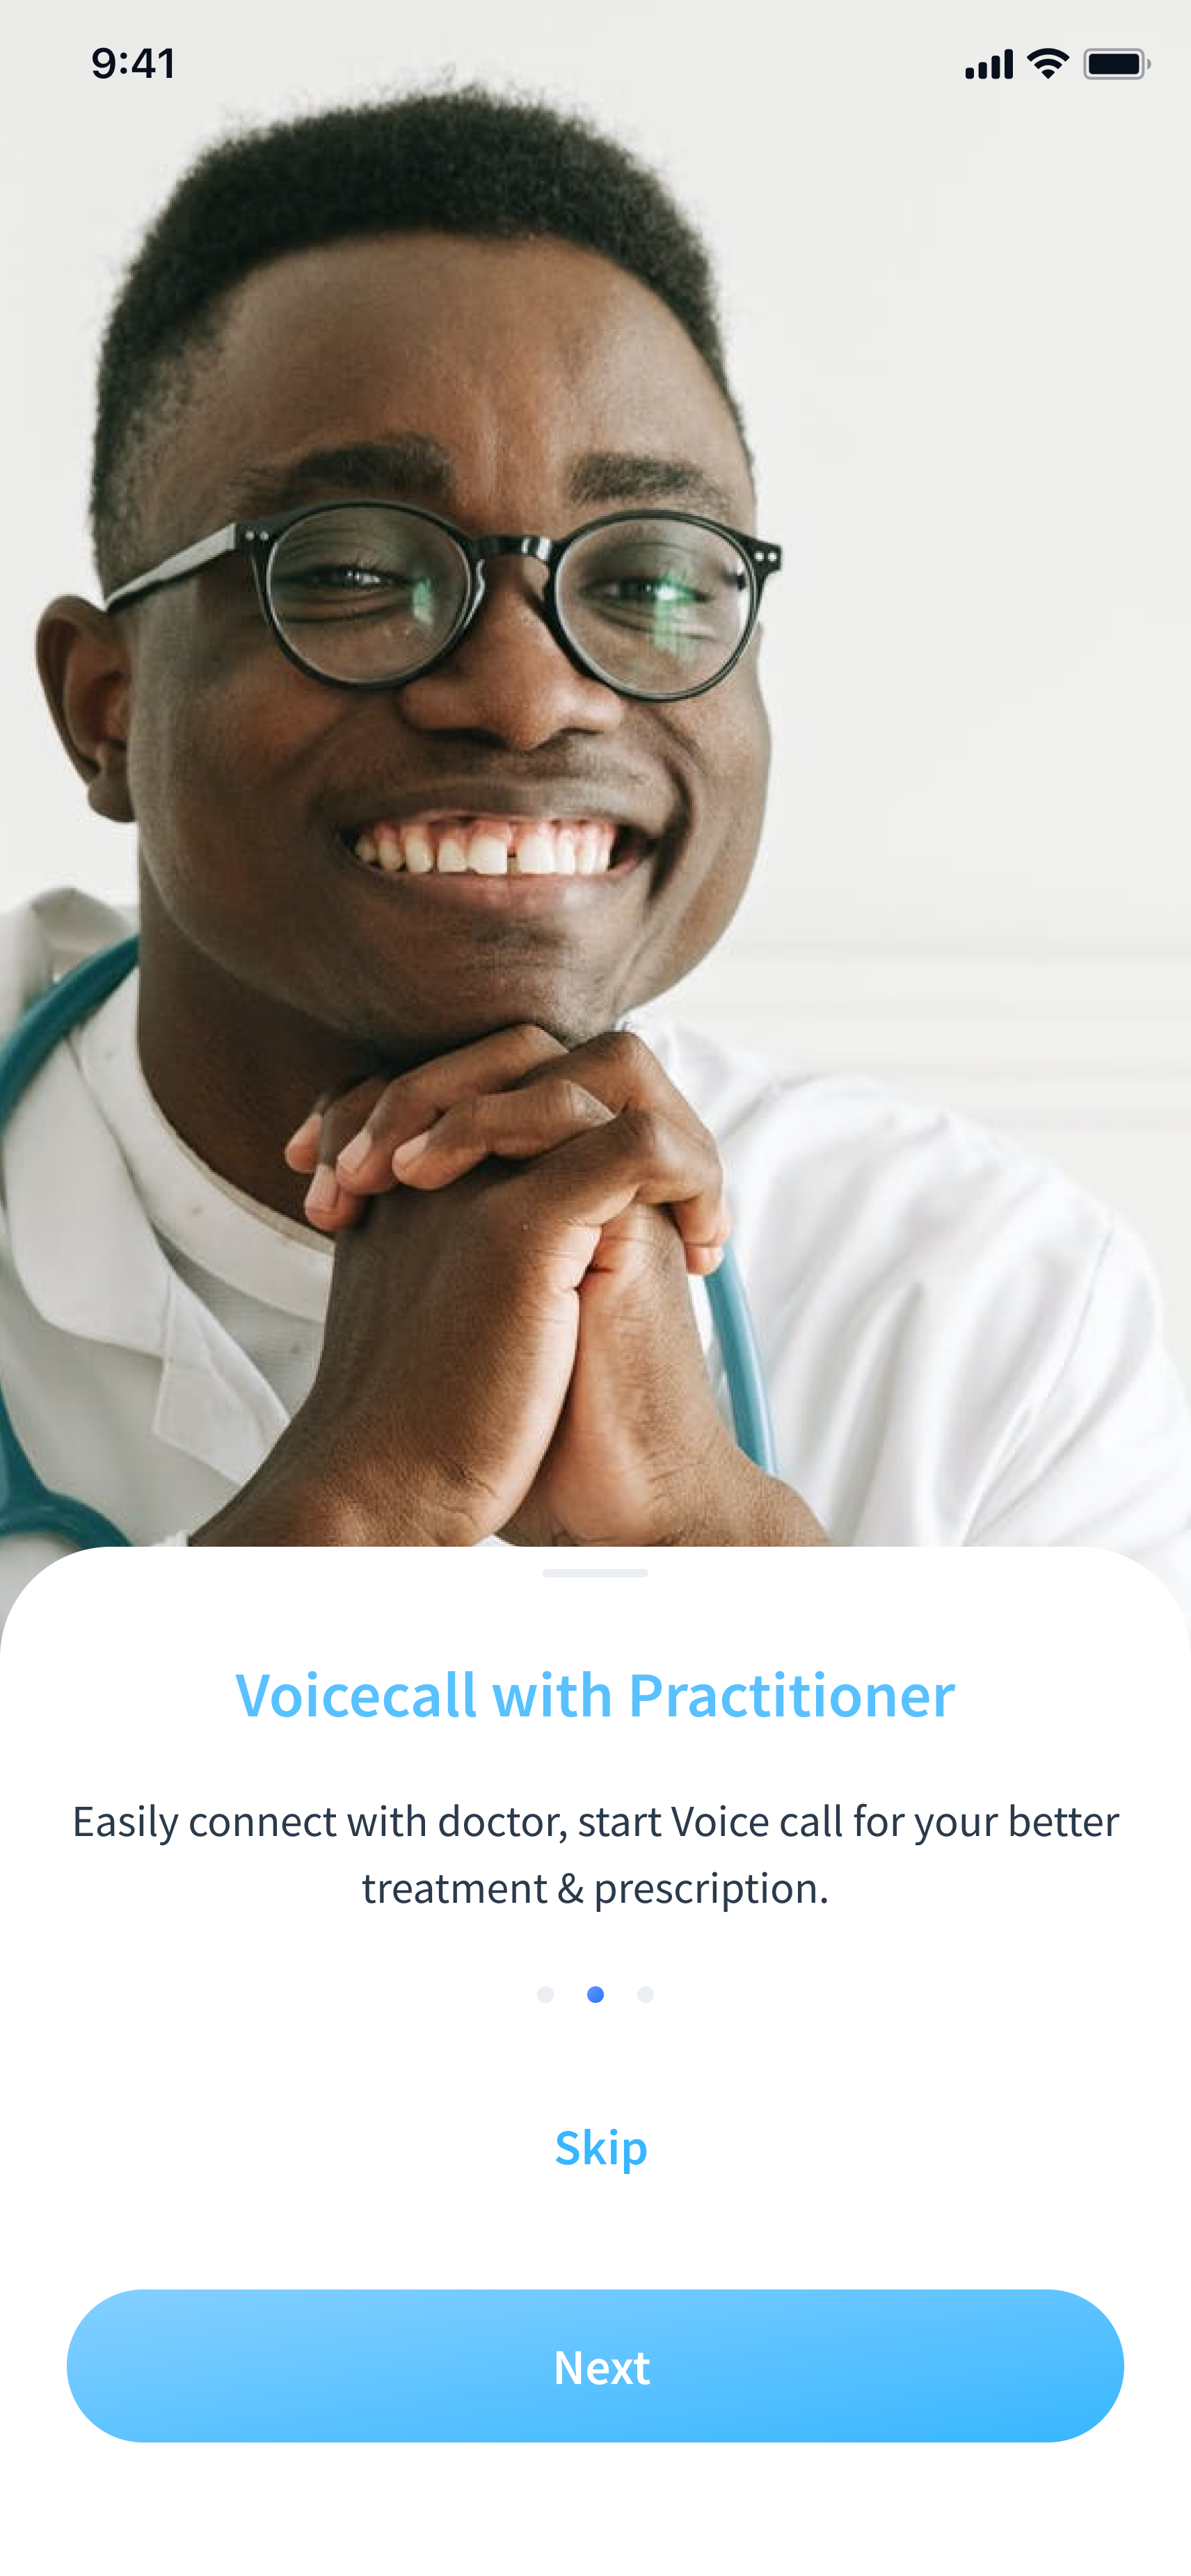 9:41
Voicecall with Practitioner
Easily connect with doctor, start Voice call for your better
treatment & prescription.
Skip
Next